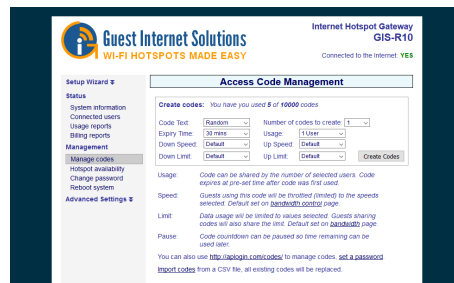 Guest Internet Solutions
WI-FI HOTSPOTS MADE EASY
Internet Hotspot Gateway
GIS-R10
Connected to the Internet: YES
Setup Wizard
Status
System information
Connected users
Usage reports
Billing reports
Management
Manage codes
Hotspot availability
Change password
Reboot system
Advanced Settings
Access Code Management
Create codes: You have you used 5 of 10000 codes
Code Text: Random Number of codes to create: 1
Expiry Time: 30 mins Usage: 1 User
Down Speed: Default Up Speed: Default
Down Limit: Default Up Limit: Default Create Codes
Usage: Code can be shared by the number of selected users. Code
expires at pre-set time after code was first used.
Speed: Guests using this code will be throttled (limited) to the speeds
selected. Default set on bandwidth control page.
Limit: Data usage will be limited to values selected. Guests sharing
codes will also share the limit. Default set on bandwidth page.
Pause: Code countdown can be paused so time remaining can be
used later.
You can also use http://aplogin.com/codes/ to manage codes, set a password
Import codes from a CSV file, all existing codes will be replaced.